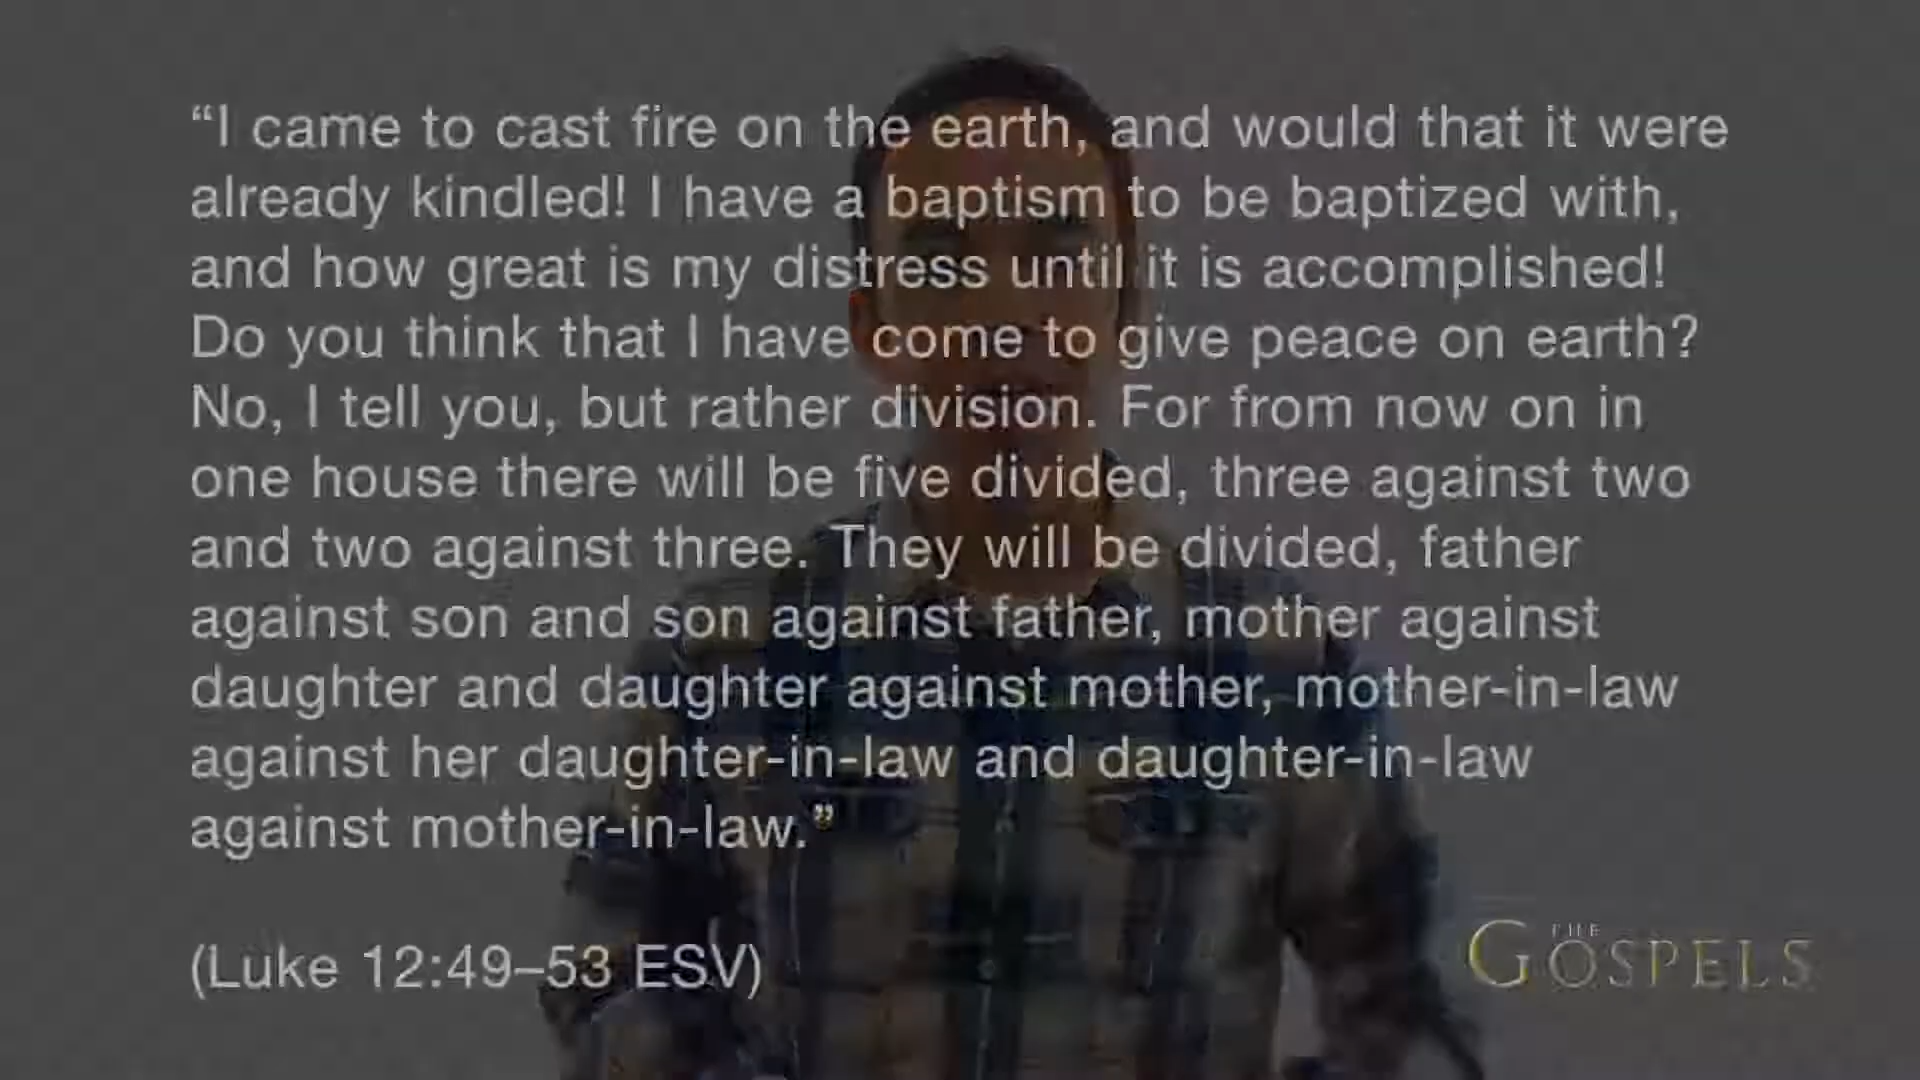 “I came to cast fire on the earth, and would that it were
already kindled! I have a baptism to be baptized with,
and how great is my distress until it is accomplished!
Do you think that I have come to give peace on earth?
No, I tell you, but rather division. For from now on in
one house there will be five divided, three against two
and two against three. They will be divided, father
against son and son against father, mother against
daughter and daughter against mother, mother-in-law
against her daughter-in-law and daughter-in-law
against mother-in-law.”
(Luke 12:49–53 ESV)
THE
GOSPELS